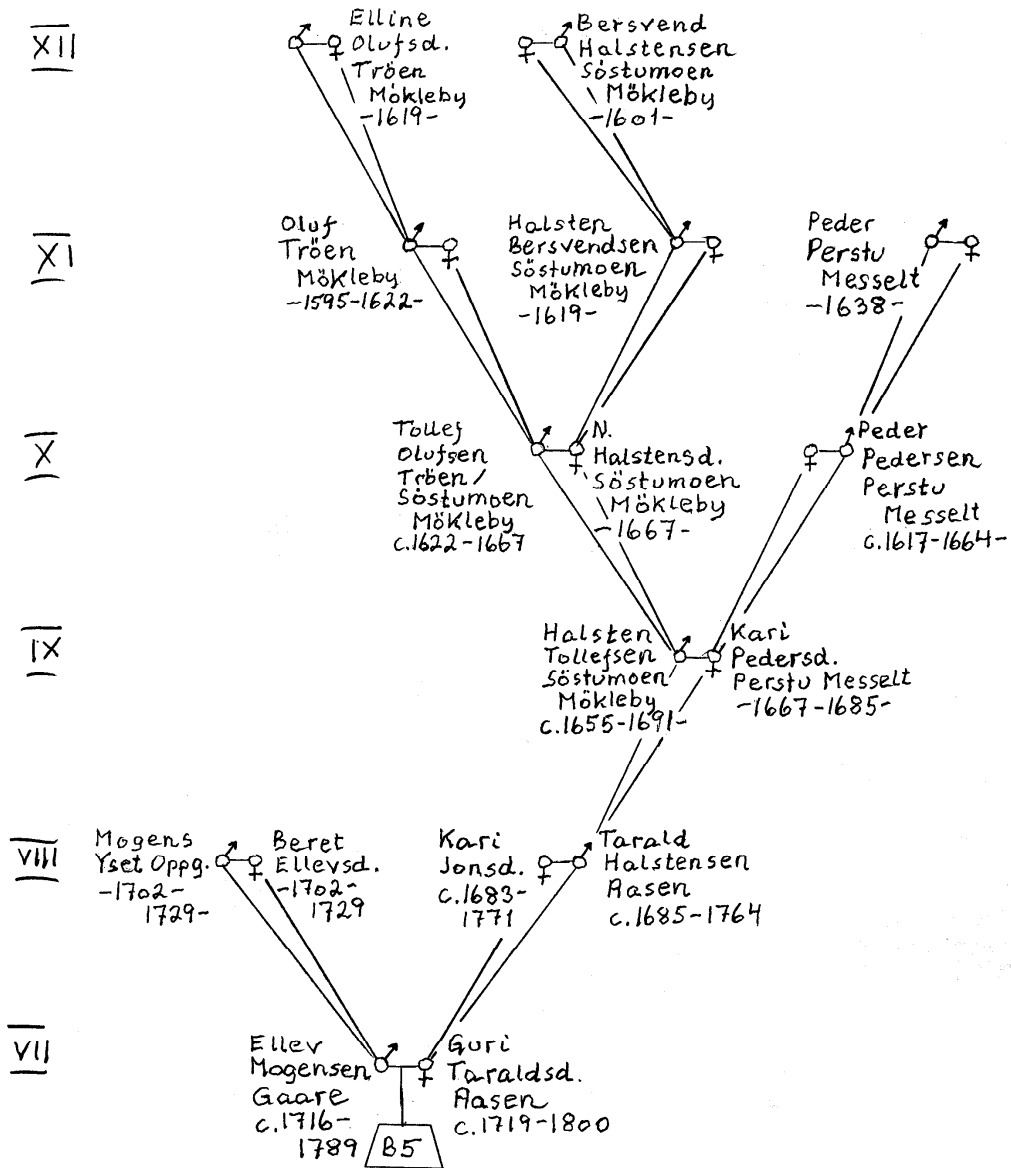 XII
Elline
Olufsd.
Tröen
Mökleby
-1619-
Bersvend
Halstensen
Söstumoen
Mökleby
-1601-
XI
Oluf
Tröen
Mökleby
-1595-1622-
Halsten
Bersvendsen
Söstumoen
Mökleby
-1619-
Peder
Perstu
Messelt
-1638-
X
Tollef
Olufsen
Tröen/
Söstumoen
Mökleby
c.1622-1667
N.
Halstensd.
Söstumoen
Mökleby
-1667-
Peder
Pedersen
Perstu
Messelt
c.1617-1664-
IX
Halsten
Tollefsen
Söstumoen
Mökleby
c.1655-1691-
Kari
Pedersd.
Perstu Messelt
-1667-1685-
VIII
Mogens
Yset Oppg.
-1702-
1729-
Beret
Ellevsd.
-1702-
1729
Kari
Jonsd.
c.1683-
1771
Tarald
Halstensen
Aasen
c.1685-1764
VII
Ellev
Mogensen
Gaare
c.1716-
1789
Guri
Taraldsd.
Aasen
c.1719-1800
B5